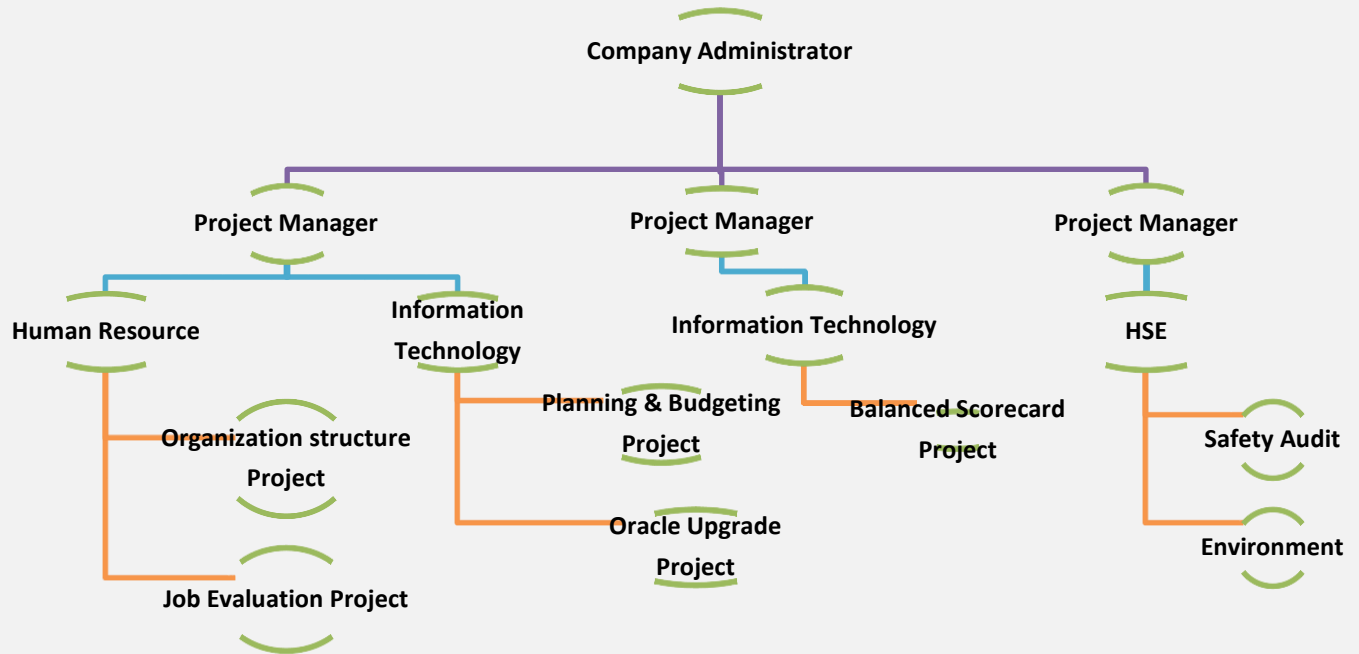 Company Administrator
Project Manager
Project Manager
Project Manager
Human Resource
Information
Technology
Information Technology
HSE
Organization structure
Project
Job Evaluation Project
Planning & Budgeting
Project
Oracle Upgrade
Project
Balanced Scorecard
Project
Safety Audit
Environment